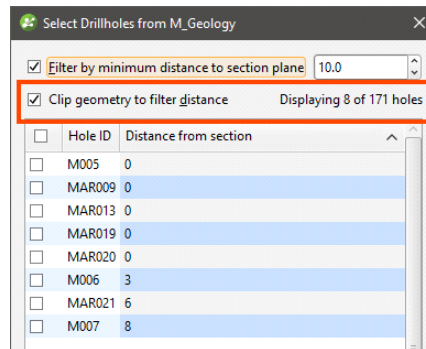 Select Drillholes from M_Geology
Filter by minimum distance to section plane 10.0
Clip geometry to filter distance Displaying 8 of 171 holes
Hole ID Distance from section
M005 0
MAR009 0
MAR013 0
MAR019 0
MAR020 0
M006 3
MAR021 6
M007 8